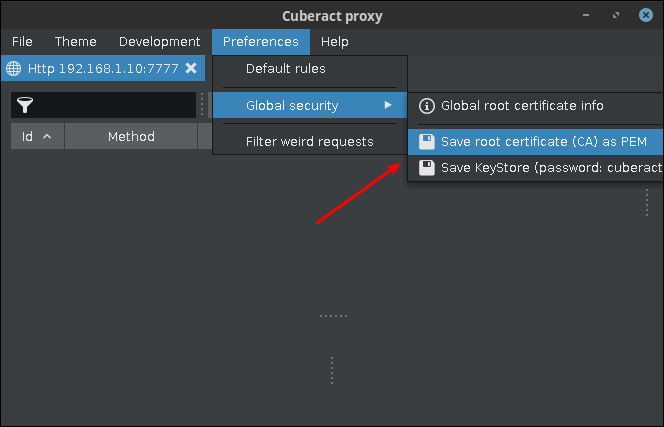 Cuberact proxy
File Theme Development Preferences Help
Http 192.168.1.10:7777
Default rules
Global security
Filter weird requests
Global root certificate info
Save root certificate (CA) as PEM
Save KeyStore (password: cuberact
Id Method